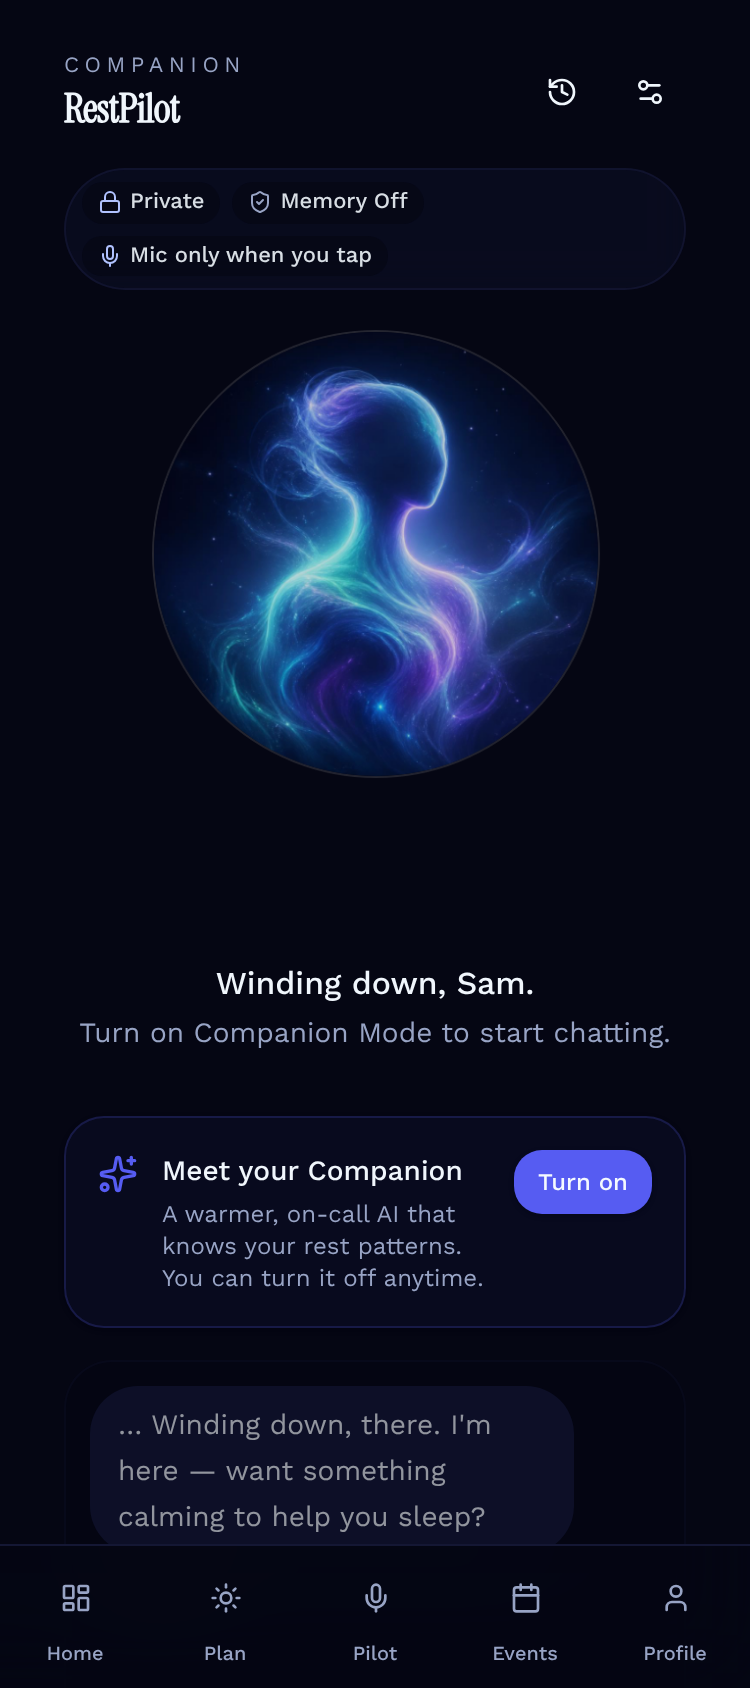 COMPANION
RestPilot
Private
Memory Off
Mic only when you tap
Winding down, Sam.
Turn on Companion Mode to start chatting.
Meet your Companion
A warmer, on-call AI that
knows your rest patterns.
You can turn it off anytime.
Turn on
... Winding down, there. I'm
here — want something
calming to help you sleep?
Home
Plan
Pilot
Events
Profile